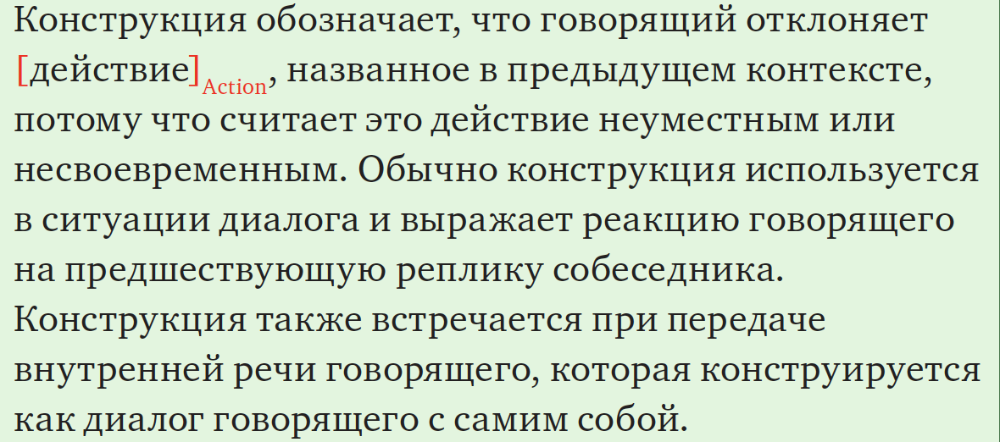 Конструкция обозначает, что говорящий отклоняет
[действие]Action, названное в предыдущем контексте,
потому что считает это действие неуместным или
несвоевременным. Обычно конструкция используется
в ситуации диалога и выражает реакцию говорящего
на предшествующую реплику собеседника.
Конструкция также встречается при передаче
внутренней речи говорящего, которая конструируется
как диалог говорящего с самим собой.